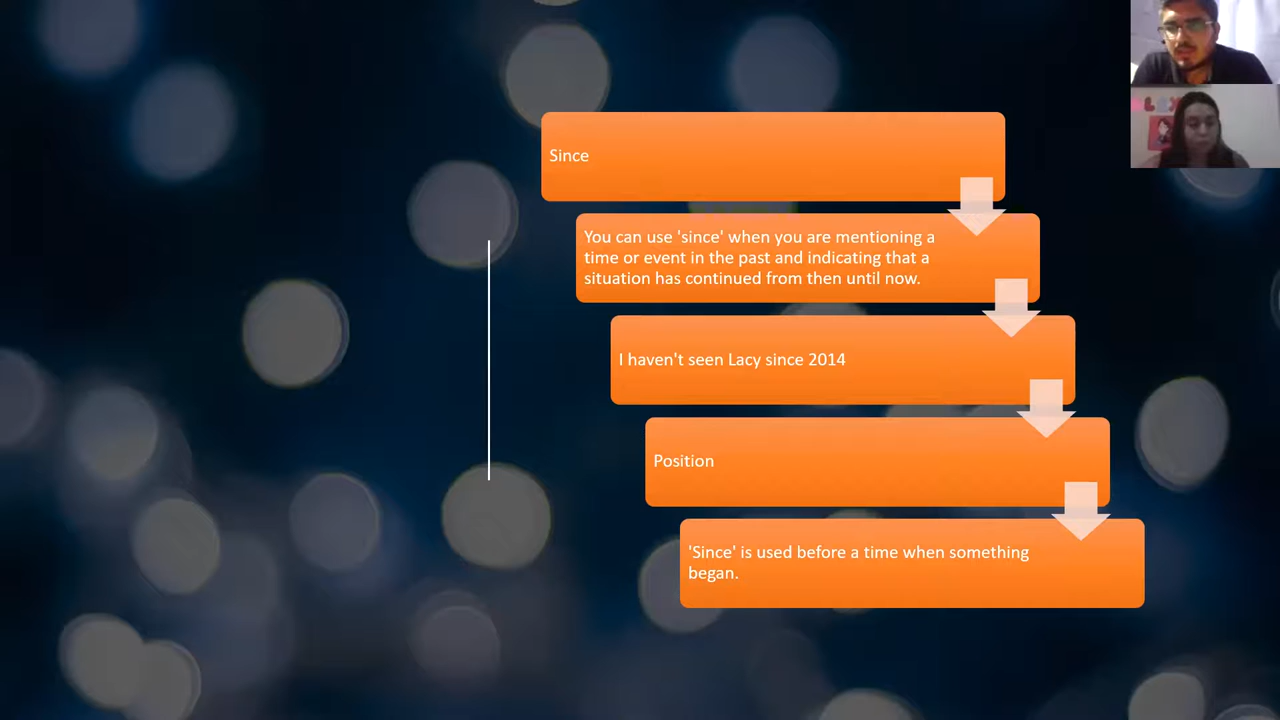 Since
You can use 'since' when you are mentioning a
time or event in the past and indicating that a
situation has continued from then until now.
I haven't seen Lacy since 2014
Position
'Since' is used before a time when something
began.